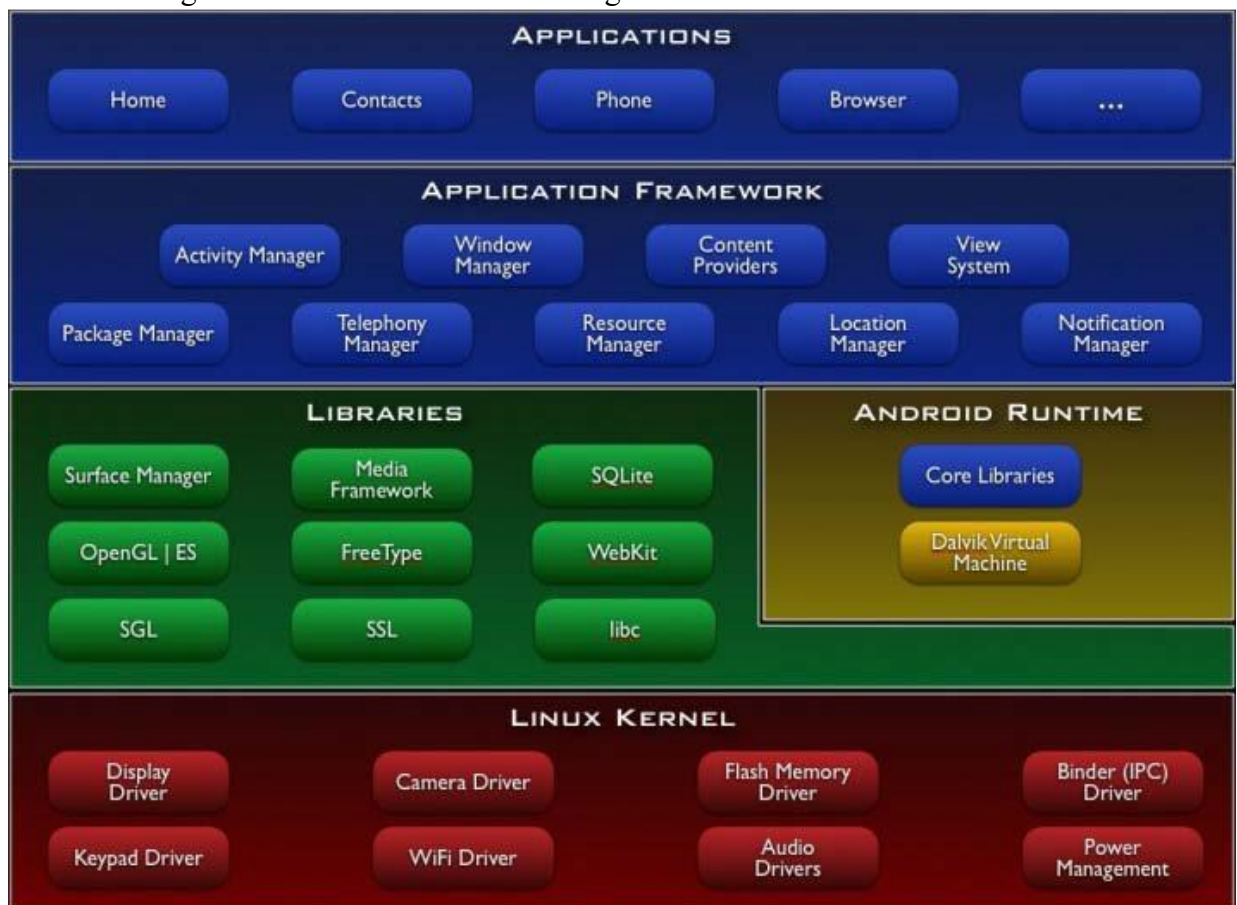 APPLICATIONS
Home
Contacts
Phone
Browser
...
APPLICATION FRAMEWORK
Activity Manager
Window
Manager
Content
Providers
View
System
Package Manager
Telephony
Manager
Resource
Manager
Location
Manager
Notification
Manager
LIBRARIES
Surface Manager
Media
Framework
SQLite
OpenGL | ES
FreeType
WebKit
SGL
SSL
libc
ANDROID RUNTIME
Core Libraries
Dalvik Virtual
Machine
LINUX KERNEL
Display
Driver
Camera Driver
Flash Memory
Driver
Binder (IPC)
Driver
Keypad Driver
WiFi Driver
Audio
Drivers
Power
Management